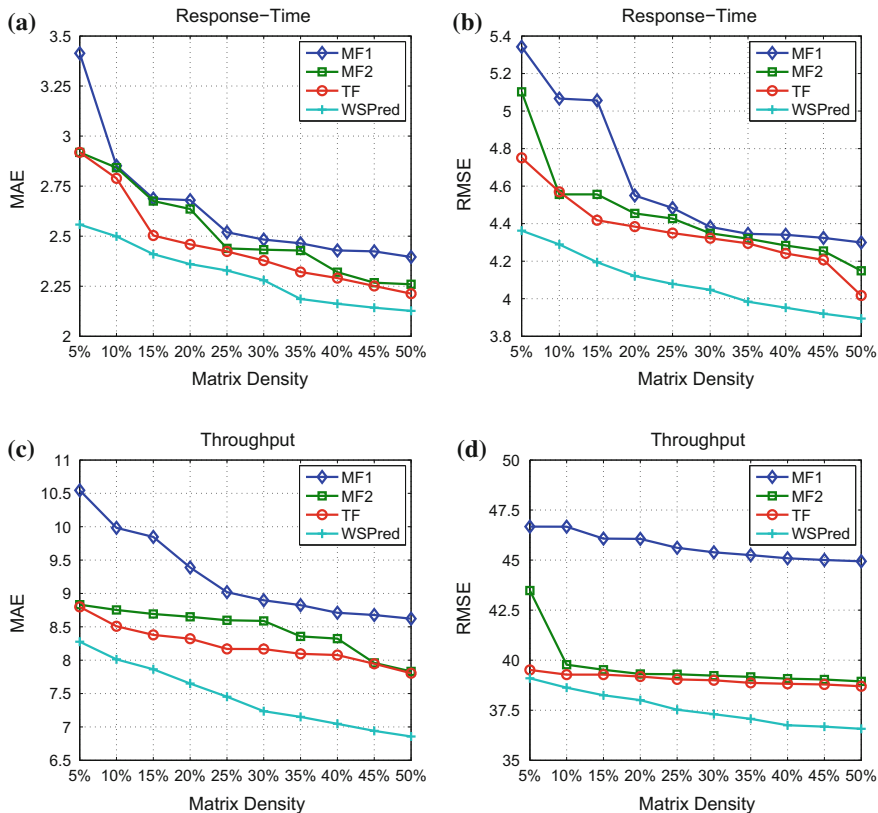 (a)
Response-Time
3.5
3.25
3
2.75
2.5
2.25
2
MAE
MF1
MF2
TF
WSPred
5% 10% 15% 20% 25% 30% 35% 40% 45% 50%
Matrix Density
(b)
Response-Time
5.4
5.2
5
4.8
4.6
4.4
4.2
4
3.8
RMSE
MF1
MF2
TF
WSPred
5% 10% 15% 20% 25% 30% 35% 40% 45% 50%
Matrix Density
(c)
Throughput
11
10.5
10
9.5
9
8.5
8
7.5
7
6.5
MAE
MF1
MF2
TF
WSPred
5% 10% 15% 20% 25% 30% 35% 40% 45% 50%
Matrix Density
(d)
Throughput
50
47.5
45
42.5
40
37.5
35
RMSE
MF1
MF2
TF
WSPred
5% 10% 15% 20% 25% 30% 35% 40% 45% 50%
Matrix Density